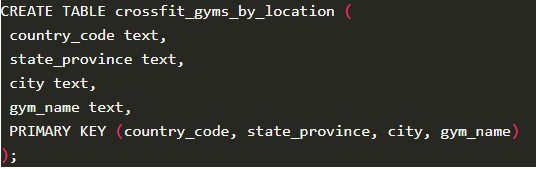 CREATE TABLE crossfit_gyms_by_location (
country_code text,
state_province text,
city text,
gym_name text,
PRIMARY KEY (country_code, state_province, city, gym_name)
);